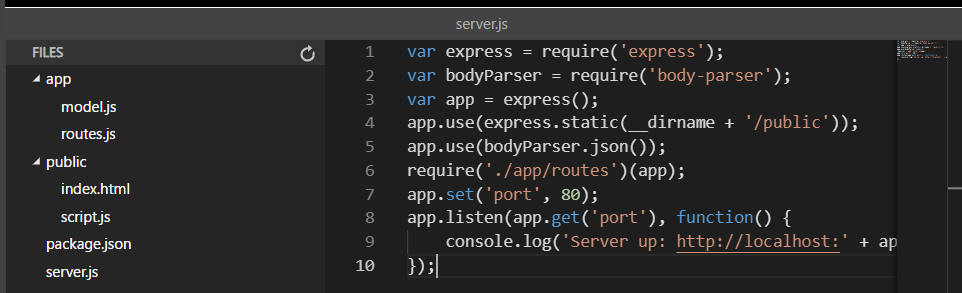 server.js
FILES
app
model.js
routes.js
public
index.html
script.js
package.json
server.js
1 var express = require('express');
2 var bodyParser = require('body-parser');
3 var app = express();
4 app.use(express.static(__dirname + '/public'));
5 app.use(bodyParser.json());
6 require('./app/routes')(app);
7 app.set('port', 80);
8 app.listen(app.get('port'), function() {
9 console.log('Server up: http://localhost:' + ap
10 });